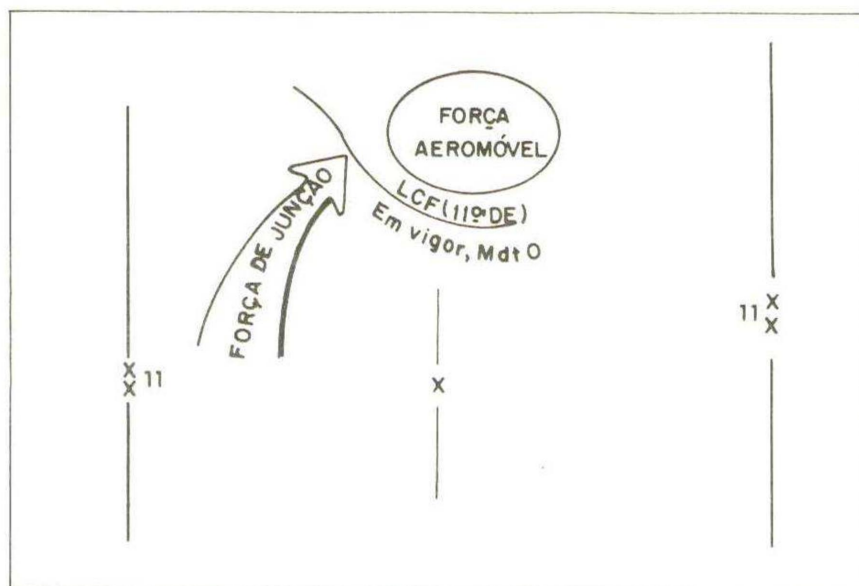 FORÇA
AEROMÓVEL
LCF (11ª DE)
Em vigor, Mdt O
FORÇA DE JUNÇÃO
11 X
X
X 11
X
X